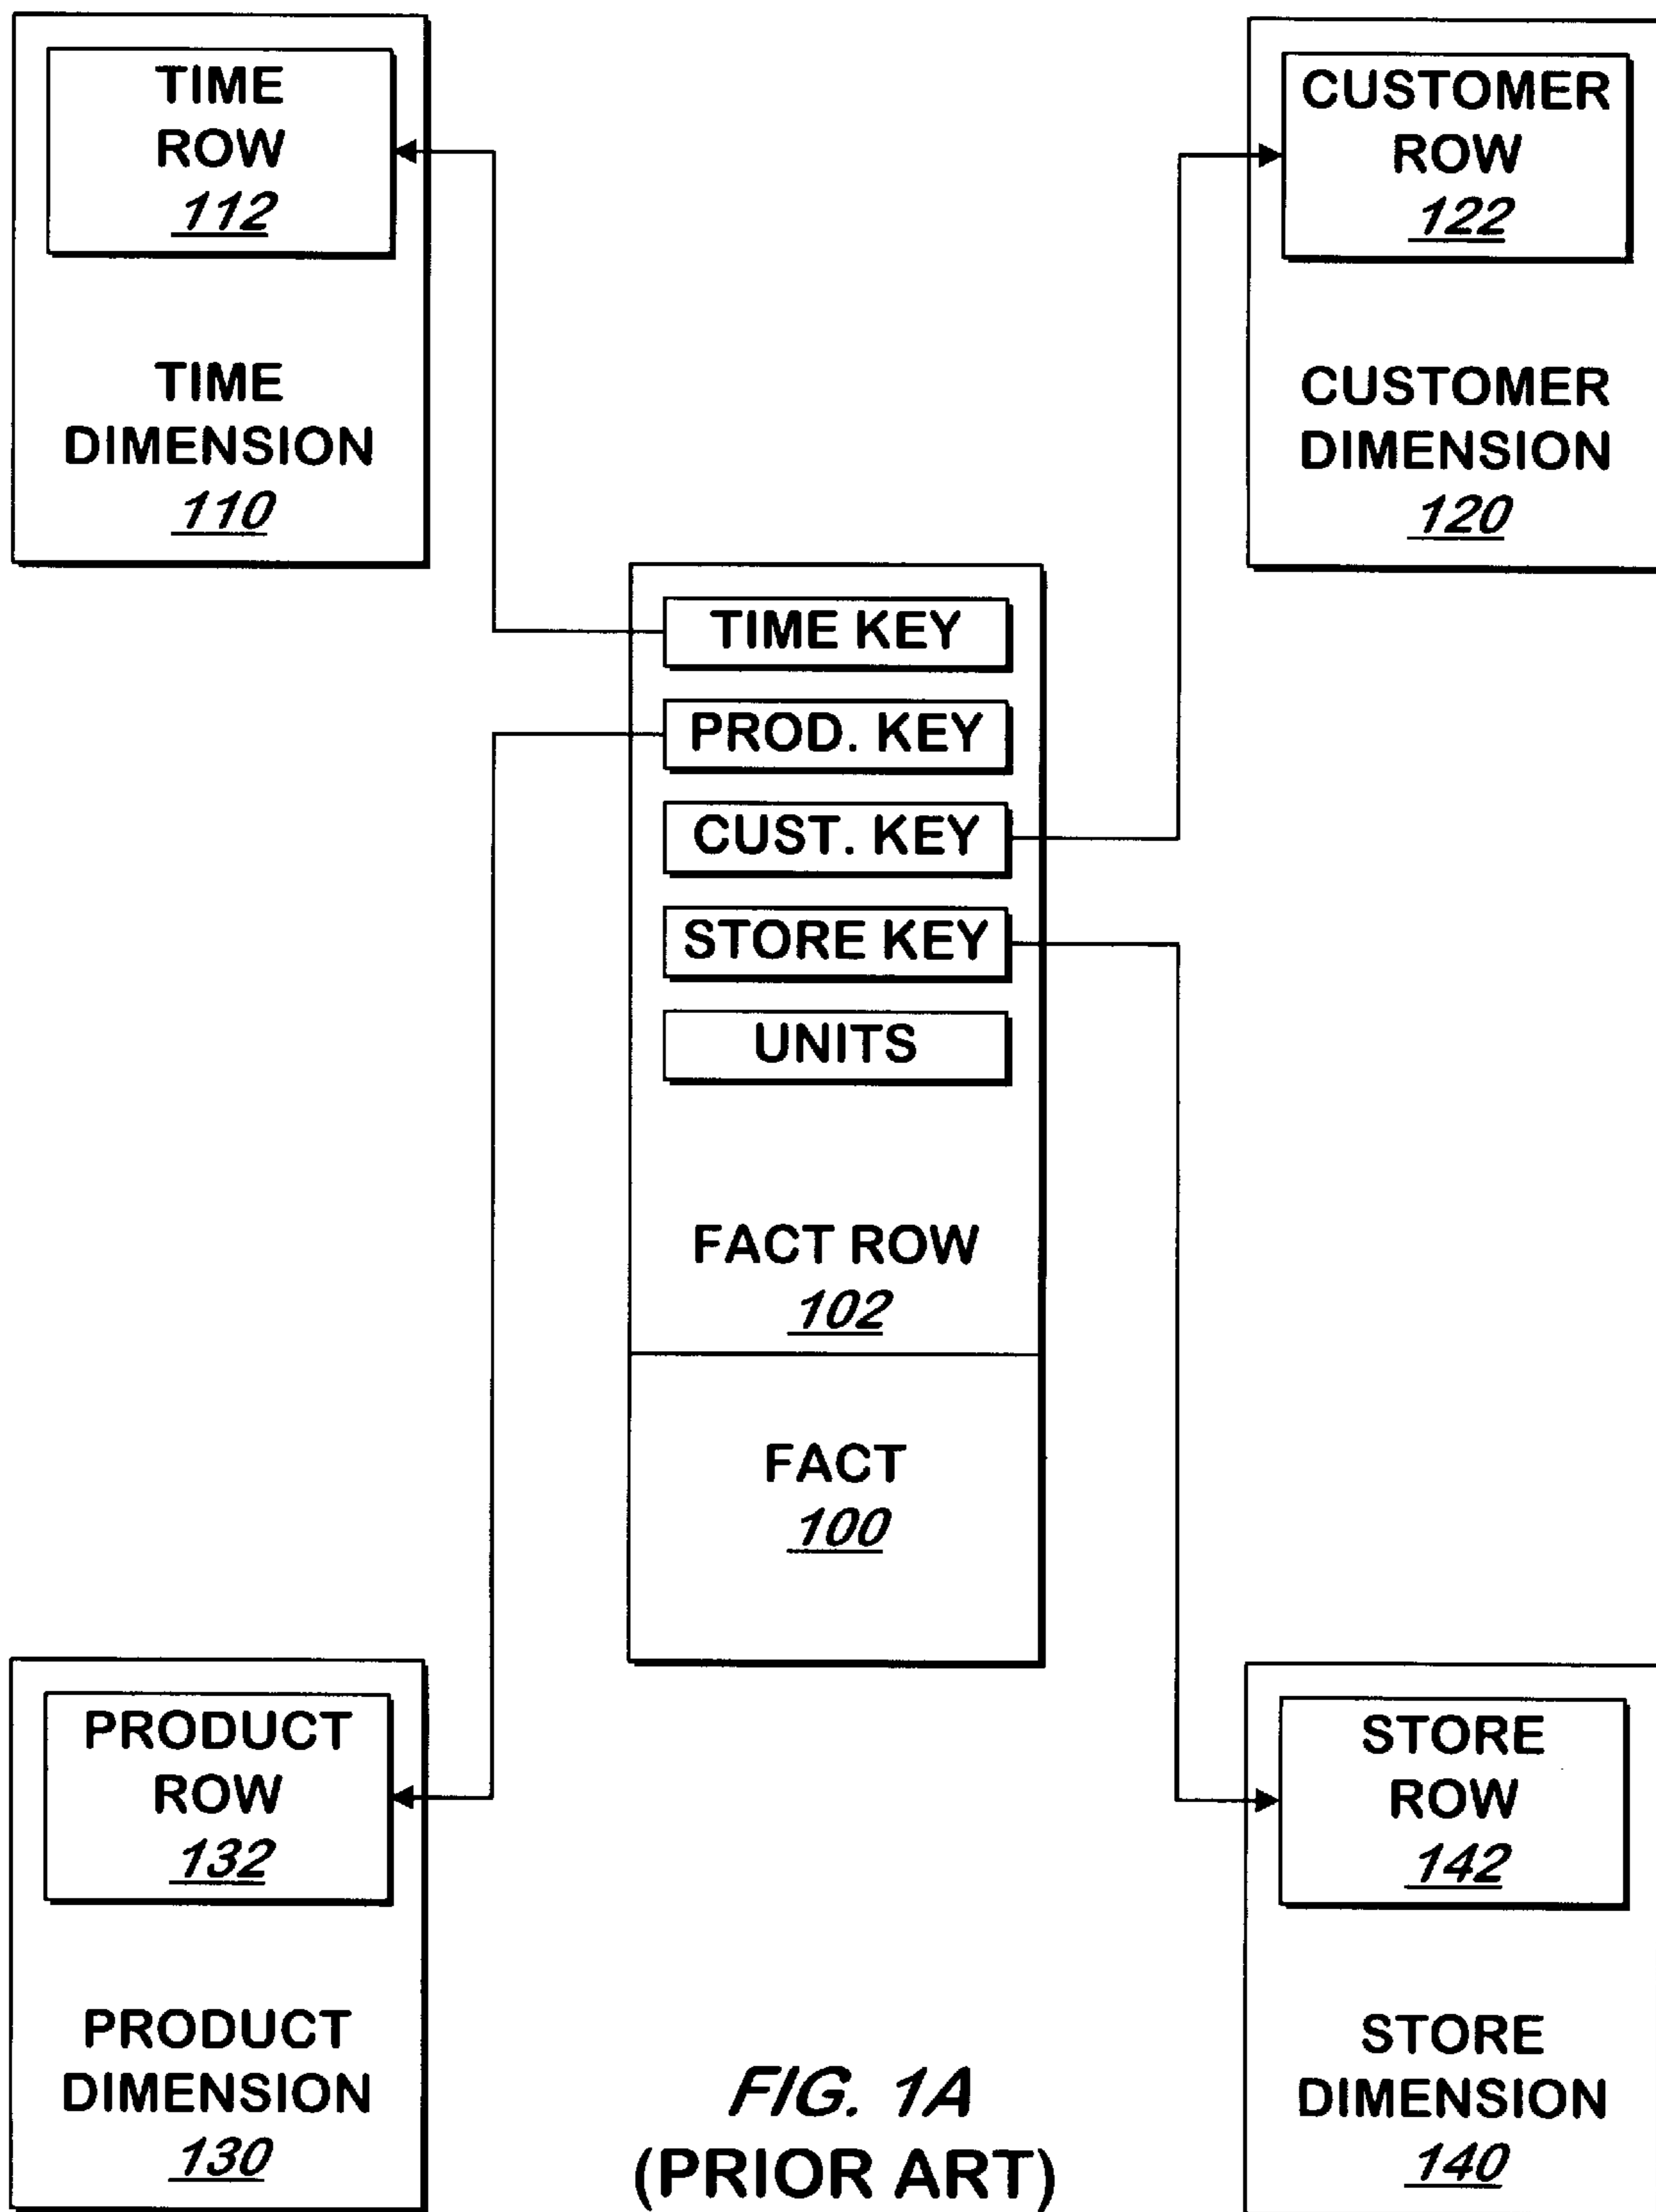 TIME
ROW
112
TIME
DIMENSION
110
CUSTOMER
ROW
122
CUSTOMER
DIMENSION
120
TIME KEY
PROD. KEY
CUST. KEY
STORE KEY
UNITS
FACT ROW
102
FACT
100
PRODUCT
ROW
132
PRODUCT
DIMENSION
130
STORE
ROW
142
STORE
DIMENSION
140
FIG. 1A
(PRIOR ART)